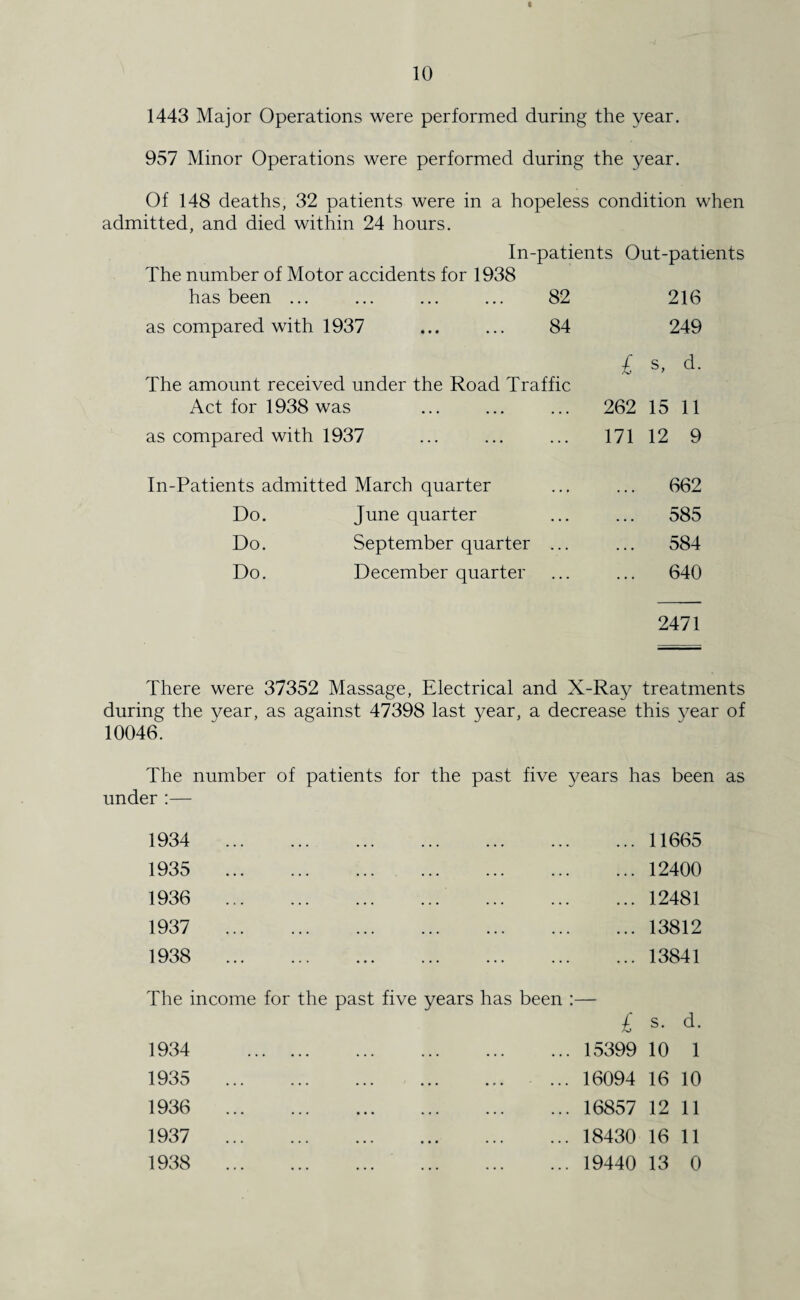 10
1443 Major Operations were performed during the year.
957 Minor Operations were performed during the year.
Of 148 deaths, 32 patients were in a hopeless condition when
admitted, and died within 24 hours.
In-patients Out-patients
The number of Motor accidents for 1938
has been ... ... ... ... 82 216
as compared with 1937 ... ... 84 249
£ s, d.
The amount received under the Road Traffic
Act for 1938 was ... ... ... 262 15 11
as compared with 1937 ... ... ... 171 12 9
In-Patients admitted March quarter ... ... 662
Do. June quarter ... ... 585
Do. September quarter ... ... 584
Do. December quarter ... ... 640
2471
There were 37352 Massage, Electrical and X-Ray treatments
during the year, as against 47398 last year, a decrease this year of
10046.
The number of patients for the past five years has been as
under :—
1934 ... ... ... ... ... ... ... 11665
1935 ... ... ... ... ... ... ... 12400
1936 ... ... ... ... ... ... ... 12481
1937 ... ... ... ... ... ... ... 13812
1938 ... ... ... ... ... ... ... 13841
The income for the past five years has been :—
£ s. d.
1934 ... ... ... ... ... ... 15399 10 1
1935 ... ... ... ... ... ... 16094 16 10
1936 ... ... ... ... ... ... 16857 12 11
1937 ... ... ... ... ... ... 18430 16 11
1938 ... ... ... ... ... ... 19440 13 0